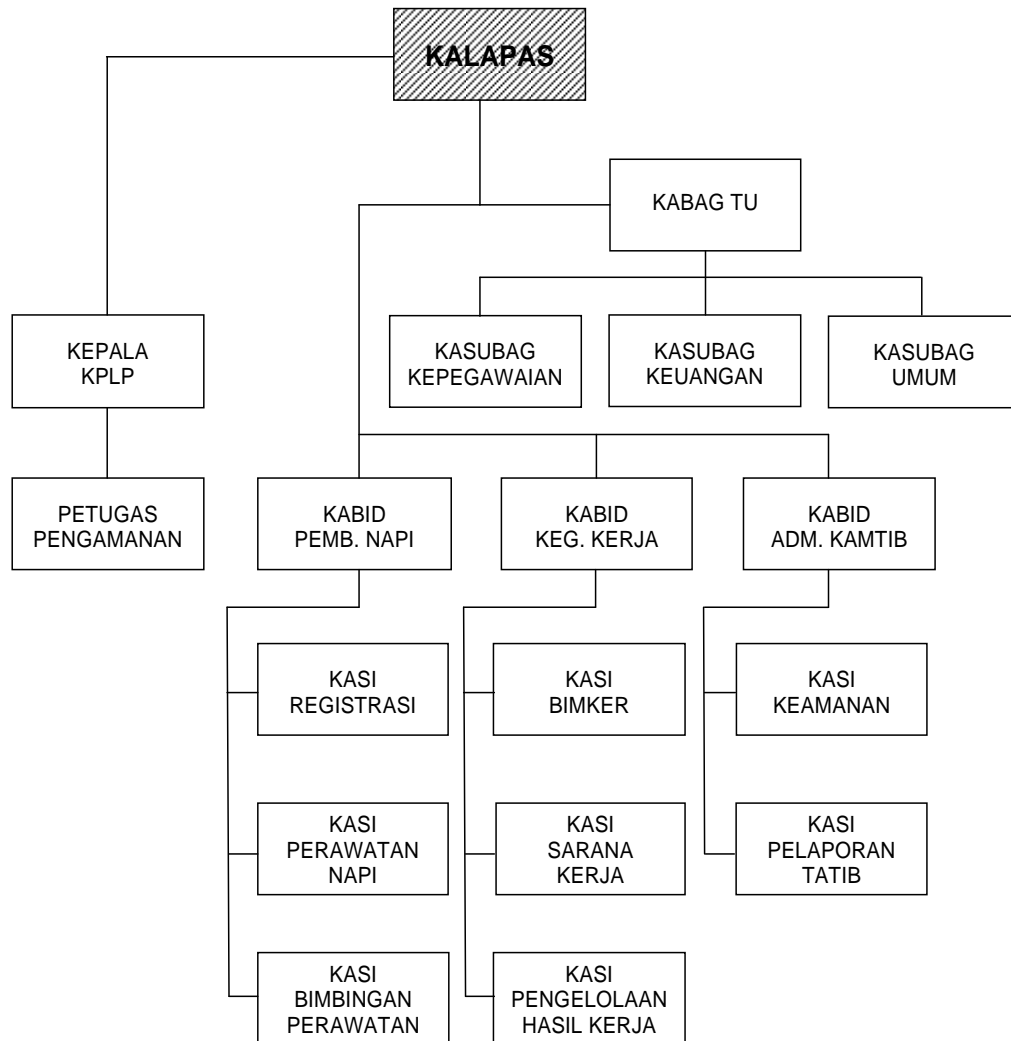 KALAPAS
KABAG TU
KEPALA
KPLP
KASUBAG
KEPEGAWAIAN
KASUBAG
KEUANGAN
KASUBAG
UMUM
PETUGAS
PENGAMANAN
KABID
PEMB. NAPI
KABID
KEG. KERJA
KABID
ADM. KAMTIB
KASI
REGISTRASI
KASI
BIMKER
KASI
KEAMANAN
KASI
PERAWATAN
NAPI
KASI
SARANA
KERJA
KASI
PELAPORAN
TATIB
KASI
BIMBINGAN
PERAWATAN
KASI
PENGELOLAAN
HASIL KERJA